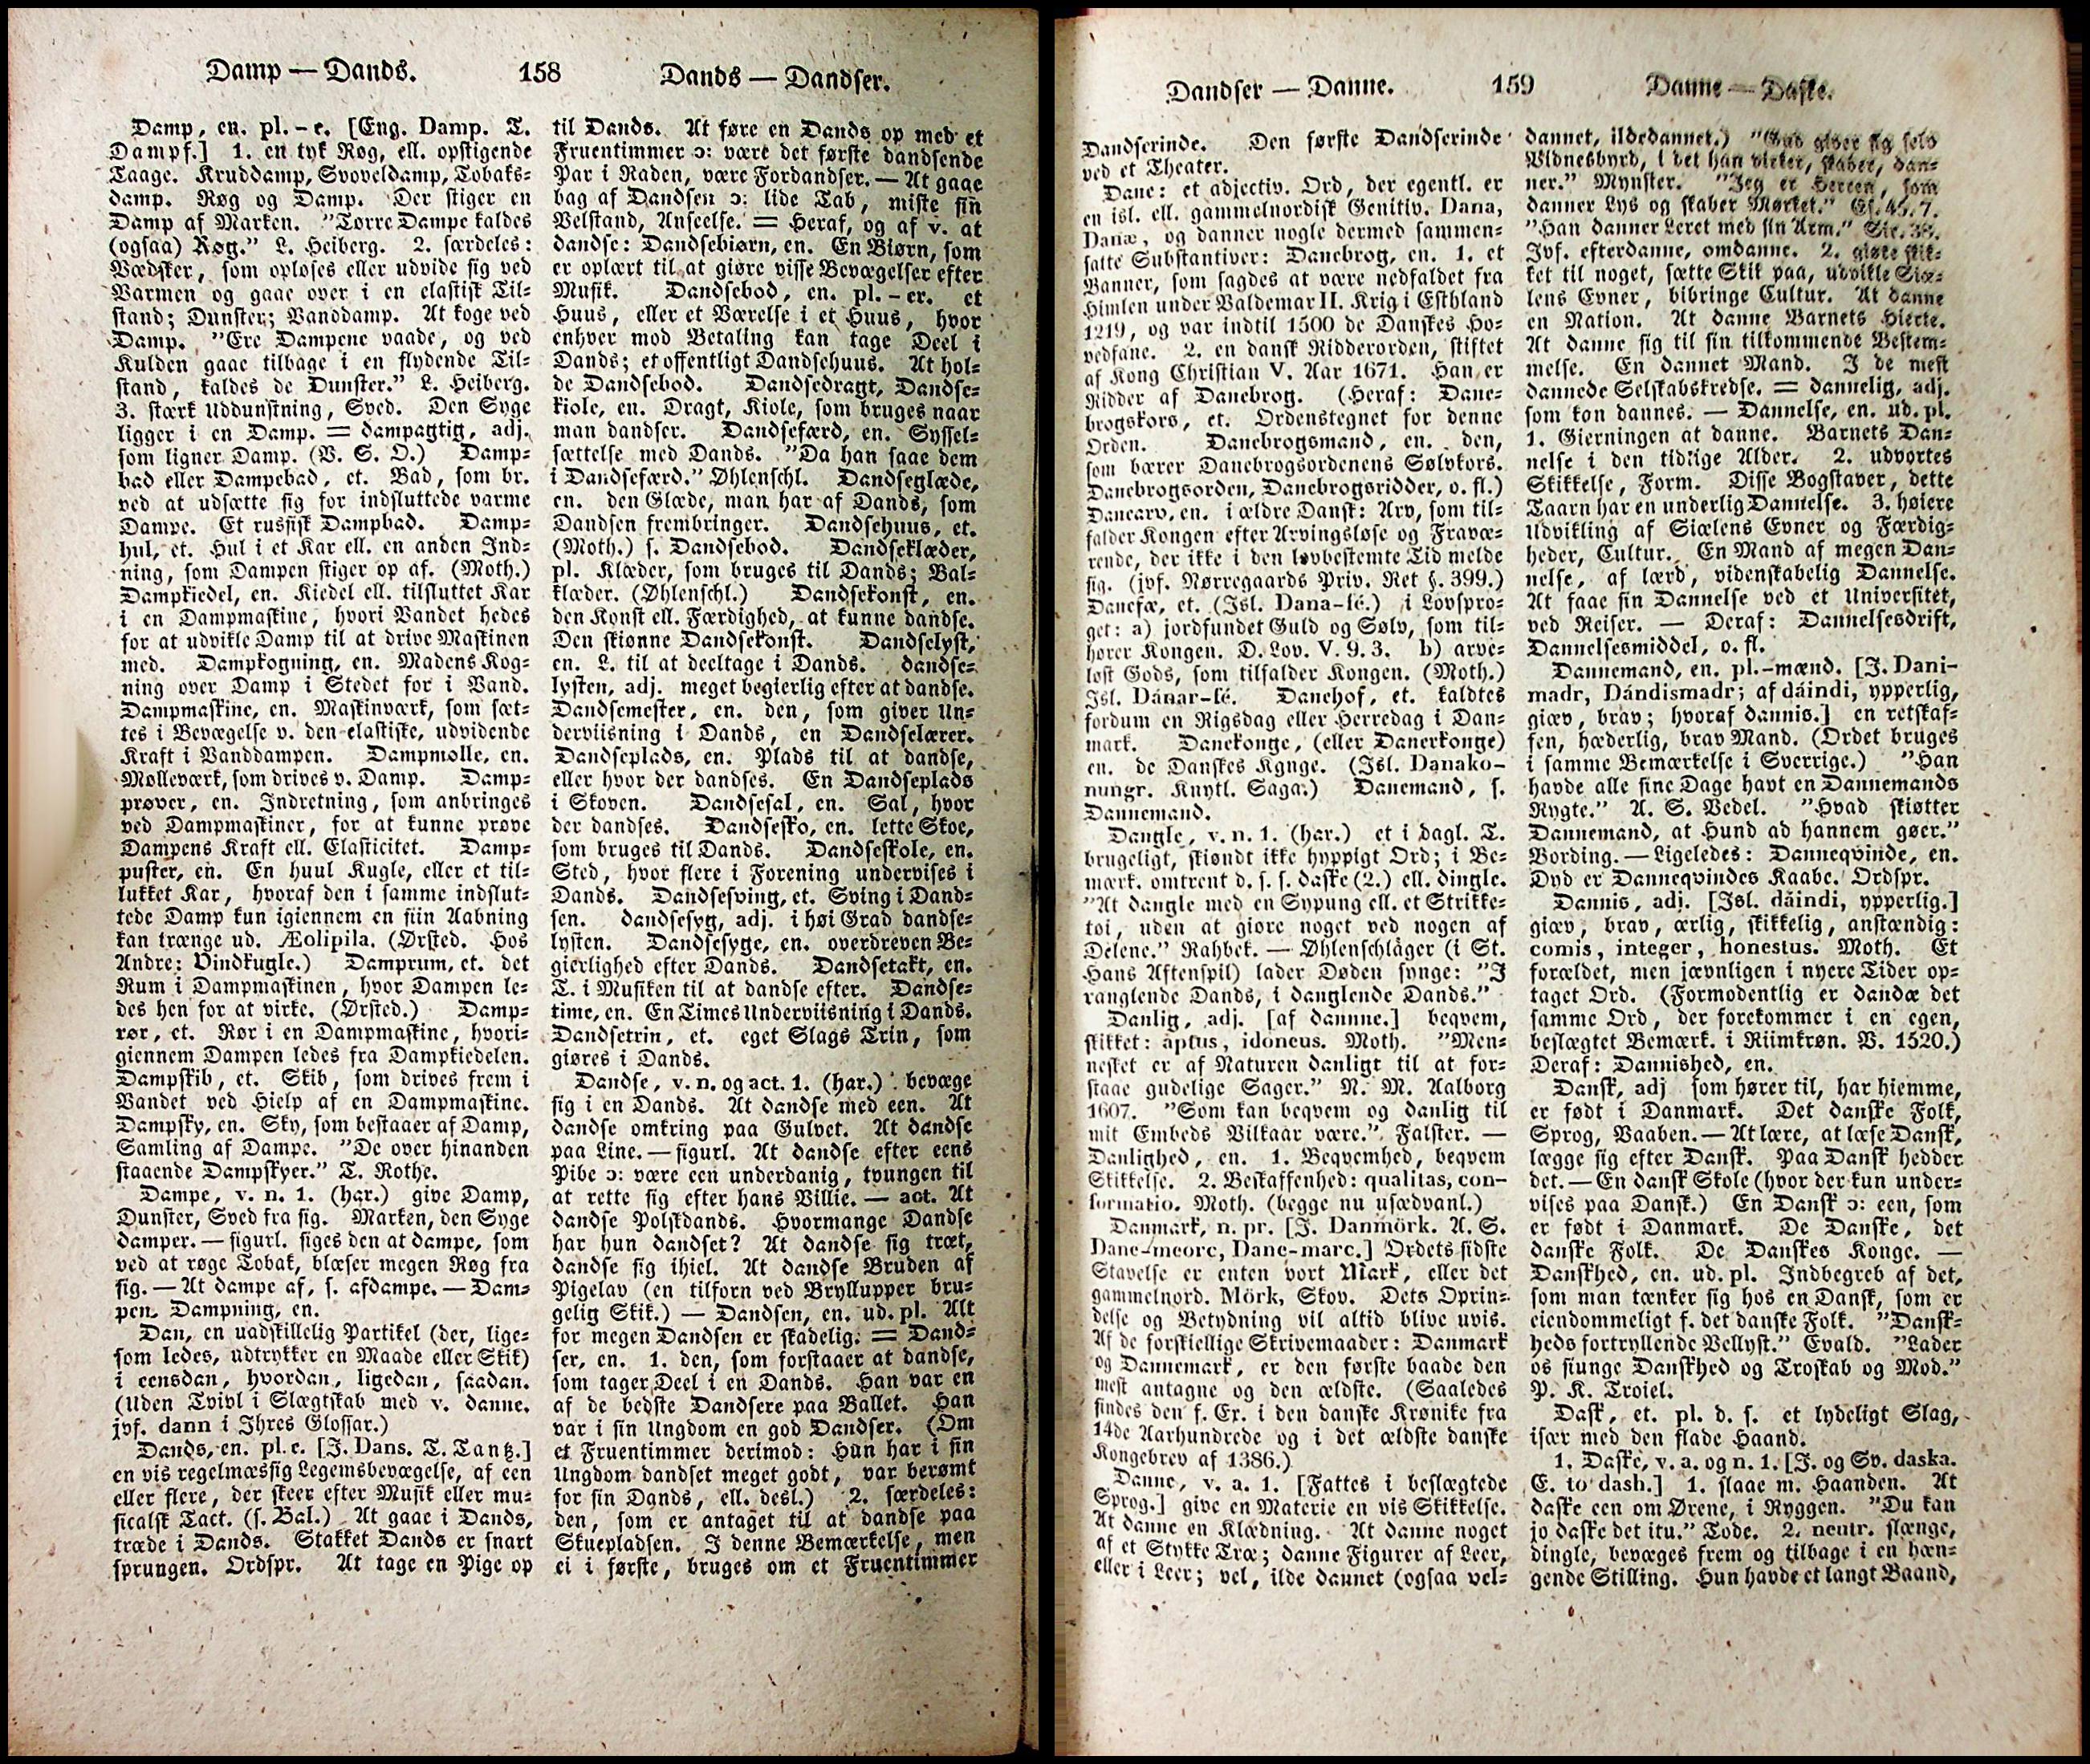 Damp — Dands.
158
Dands — Dandser.
Damp, en. pl. -e. [Eng. Damp. T.
Dampf.] 1. en tyk Røg, ell. opstigende
Taage. Kruddamp, Svoveldamp, Tobaks-
damp. Røg og Damp. Der stiger en
Damp af Marken. "Tørre Dampe kaldes
(ogsaa) Røg." L. Heiberg. 2. særdeles:
Vædsker, som opløses eller udvide sig ved
Varmen og gaae over i en elastisk Til-
stand; Dunster; Vanddamp. At koge ved
Damp. "Ere Dampene vaade, og ved
Kulden gaae tilbage i en flydende Til-
stand, kaldes de Dunster." L. Heiberg.
3. stærk Uddunstning, Sved. Den Syge
ligger i en Damp. = dampagtig, adj.
som ligner Damp. (V. S. O.) Damp-
bad eller Dampebad, et. Bad, som br.
ved at udsætte sig for indsluttede varme
Dampe. Et russisk Dampbad. Damp-
hul, et. Hul i et Kar ell. en anden Ind-
ning, som Dampen stiger op af. (Moth.)
Dampkiedel, en. Kiedel ell. tilsluttet Kar
i en Dampmaskine, hvori Vandet hedes
for at udvikle Damp til at drive Maskinen
med. Dampkogning, en. Madens Kog-
ning over Damp i Stedet for i Vand.
Dampmaskine, en. Maskinværk, som sæt-
tes i Bevægelse v. den elastiske, udvidende
Kraft i Vanddampen. Dampmølle, en.
Mølleværk, som drives v. Damp. Damp-
prøver, en. Indretning, som anbringes
ved Dampmaskiner, for at kunne prøve
Dampens Kraft ell. Elasticitet. Damp-
puster, en. En huul Kugle, eller et til-
lukket Kar, hvoraf den i samme indslut-
tede Damp kun igiennem en fiin Aabning
kan trænge ud. Æolipila. (Ørsted. Hos
Andre: Vindkugle.) Damprum, et. det
Rum i Dampmaskinen, hvor Dampen le-
des hen for at virke. (Ørsted.) Damp-
rør, et. Rør i en Dampmaskine, hvori-
giennem Dampen ledes fra Dampkiedelen.
Dampskib, et. Skib, som drives frem i
Vandet ved Hielp af en Dampmaskine.
Dampsky, en. Sky, som bestaaer af Damp,
Samling af Dampe. "De over hinanden
staaende Dampskyer." T. Rothe.
Dampe, v. n. 1. (har.) give Damp,
Dunster, Sved fra sig. Marken, den Syge
damper. — figurl. siges den at dampe, som
ved at røge Tobak, blæser megen Røg fra
sig. — At dampe af, s. afdampe. — Dam-
pen. Dampning, en.
Dan, en uadskillelig Partikel (der, lige-
som ledes, udtrykker en Maade eller Skik)
i eensdan, hvordan, ligedan, saadan.
(Uden Tvivl i Slægtskab med v. danne.
jvf. dann i Ihres Glossar.)
Dands, en. pl. e. [J. Dans. T. Tantz.]
en vis regelmæssig Legemsbevægelse, af een
eller flere, der skeer efter Musik eller mu-
sicalsk Tact. (s. Bal.) At gaae i Dands,
træde i Dands. Stakket Dands er snart
sprungen. Ordspr. At tage en Pige op
til Dands. At føre en Dands op med et
Fruentimmer ɔ: være det første dandsende
Par i Raden, være Fordandser. — At gaae
bag af Dandsen ɔ: lide Tab, miste sin
Velstand, Anseelse. = Heraf, og af v. at
dandse: Dandsebiørn, en. En Biørn, som
er oplært til at giøre visse Bevægelser efter
Musik. Dandsebod, en. pl. -er. et
Huus, eller et Værelse i et Huus, hvor
enhver mod Betaling kan tage Deel i
Dands; et offentligt Dandsehuus. At hol-
de Dandsebod. Dandsedragt, Dandse-
kiole, en. Dragt, Kiole, som bruges naar
man dandser. Dandsefærd, en. Syssel-
sættelse med Dands. "Da han saae dem
i Dandsefærd." Øhlenschl. Dandseglæde,
en. den Glæde, man har af Dands, som
Dandsen frembringer. Dandsehuus, et.
(Moth.) s. Dandsebod. Dandseklæder,
pl. Klæder, som bruges til Dands; Bal-
klæder. (Øhlenschl.) Dandsekonst, en.
den Konst ell. Færdighed, at kunne dandse.
Den skiønne Dandsekonst. Dandselyst,
en. L. til at deeltage i Dands. dandse-
lysten, adj. meget begierlig efter at dandse.
Dandsemester, en. den, som giver Un-
derviisning i Dands, en Dandselærer.
Dandseplads, en. Plads til at dandse,
eller hvor der dandses. En Dandseplads
i Skoven. Dandsesal, en. Sal, hvor
der dandses. Dandsesko, en. lette Skoe,
som bruges til Dands. Dandseskole, en.
Sted, hvor flere i Forening undervises i
Dands. Dandsesving, et. Sving i Dand-
sen. dandsesyg, adj. i høi Grad dandse-
lysten. Dandsesyge, en. overdreven Be-
gierlighed efter Dands. Dandsetakt, en.
T. i Musiken til at dandse efter. Dandse-
time, en. En Times Underviisning i Dands.
Dandsetrin, et. eget Slags Trin, som
giøres i Dands.
Dandse, v. n. og act. 1. (har.) bevæge
sig i en Dands. At dandse med een. At
dandse omkring paa Gulvet. At dandse
paa Line. — figurl. At dandse efter eens
Pibe ɔ: være een underdanig, tvungen til
at rette sig efter hans Villie. — act. At
dandse Polskdands. Hvormange Dandse
har hun dandset? At dandse sig træt,
dandse sig ihiel. At dandse Bruden af
Pigelav (en tilforn ved Bryllupper bru-
gelig Skik.) — Dandsen, en. ud. pl. Alt
for megen Dandsen er skadelig. = Dand-
ser, en. 1. den, som forstaaer at dandse,
som tager Deel i en Dands. Han var en
af de bedste Dandsere paa Ballet. Han
var i sin Ungdom en god Dandser. (Om
et Fruentimmer derimod: Hun har i sin
Ungdom dandset meget godt, var berømt
for sin Dands, ell. desl.) 2. særdeles:
den, som er antaget til at dandse paa
Skuepladsen. I denne Bemærkelse, men
ei i første, bruges om et Fruentimmer
Dandser — Danne.
159
Danne — Daske.
Dandserinde. Den første Dandserinde
ved et Theater.
Dane: et adjectiv. Ord, der egentl. er
en isl. ell. gammelnordisk Genitiv. Dana,
Danæ, og danner nogle dermed sammen-
satte Substantiver: Danebrog, en. 1. et
Banner, som sagdes at være nedfaldet fra
Himlen under Valdemar II. Krig i Esthland
1219, og var indtil 1500 de Danskes Ho-
vedfane. 2. en dansk Ridderorden, stiftet
af Kong Christian V. Aar 1671. Han er
Ridder af Danebrog. (Heraf: Dane-
brogskors, et. Ordenstegnet for denne
Orden. Danebrogsmand, en. den,
som bærer Danebrogsordenens Sølvkors.
Danebrogsorden, Danebrogsridder, o. fl.)
Danearv, en. i ældre Dansk: Arv, som til-
falder Kongen efter Arvingsløse og Fravæ-
rende, der ikke i den lovbestemte Tid melde
sig. (jvf. Nørregaards Priv. Ret §. 399.)
Danefæ, et. (Isl. Dana-fé.) i Lovspro-
get: a) jordfundet Guld og Sølv, som til-
hører Kongen. D. Lov. V. 9. 3. b) arve-
løst Gods, som tilfalder Kongen. (Moth.)
Isl. Dánar-fé. Danehof, et. kaldtes
fordum en Rigsdag eller Herredag i Dan-
mark. Danekonge, (eller Danerkonge)
en. de Danskes Konge. (Isl. Danako-
nungr. Knytl. Saga.) Danemand, s.
Dannemand.
Dangle, v. n. 1. (har.) et i dagl. T.
brugeligt, skiøndt ikke hyppigt Ord; i Be-
mærk. omtrent d. s. s. daske (2.) ell. dingle.
"At dangle med en Sypung ell. et Strikke-
tøi, uden at giøre noget ved nogen af
Delene." Rahbek. — Øhlenschläger (i St.
Hans Aftenspil) lader Døden synge: "I
ranglende Dands, i danglende Dands."
Danlig, adj. [af dannne.] beqvem,
skikket: aptus, idoneus. Moth. "Men-
nesket er af Naturen danligt til at for-
staae gudelige Sager." N. M. Aalborg
1607. "Som kan beqvem og danlig til
mit Embeds Vilkaar være." Falster. —
Danlighed, en. 1. Beqvemhed, beqvem
Skikkelse. 2. Beskaffenhed: qualitas, con-
formatio. Moth. (begge nu usædvanl.)
Danmark, n. pr. [J. Danmörk. A. S.
Dane-meorc, Dane-marc.] Ordets sidste
Stavelse er enten vort Mark, eller det
gammelnord. Mörk, Skov. Dets Oprin-
delse og Betydning vil altid blive uvis.
Af de forskiellige Skrivemaader: Danmark
og Dannemark, er den første baade den
mest antagne og den ældste. (Saaledes
findes den f. Ex. i den danske Krønike fra
14de Aarhundrede og i det ældste danske
Kongebrev af 1386.)
Danne, v. a. 1. [Fattes i beslægtede
Sprog.] give en Materie en vis Skikkelse.
At danne en Klædning. At danne noget
af et Stykke Træ; danne Figurer af Leer,
eller i Leer; vel, ilde dannet (ogsaa vel-
dannet, ildedannet.) "Gud giver sig selv
Vidnesbyrd, i det han virker, skaber, dan-
ner." Mynster. "Jeg er Herren, som
danner Lys og skaber Mørket." Es. 45. 7.
"Han danner Leret med sin Arm." Sir. 38.
Jvf. efterdanne, omdanne. 2. giøre skik-
ket til noget, sætte Skik paa, udvikle Siæ-
lens Evner, bibringe Cultur. At danne
en Nation. At danne Barnets Hierte.
At danne sig til sin tilkommende Bestem-
melse. En dannet Mand. I de mest
dannede Selskabskredse. = dannelig, adj.
som kan dannes. — Dannelse, en. ud. pl.
1. Gierningen at danne. Barnets Dan-
nelse i den tidlige Alder. 2. udvortes
Skikkelse, Form. Disse Bogstaver, dette
Taarn har en underlig Dannelse. 3. høiere
Udvikling af Siælens Evner og Færdig-
heder, Cultur. En Mand af megen Dan-
nelse, af lærd, videnskabelig Dannelse.
At faae sin Dannelse ved et Universitet,
ved Reiser. — Deraf: Dannelsesdrift,
Dannelsesmiddel, o. fl.
Dannemand, en. pl. -mænd. [J. Dani-
madr, Dándismadr; af dáindi, ypperlig,
giæv, brav; hvoraf dannis.] en retskaf-
fen, hæderlig, brav Mand. (Ordet bruges
i samme Bemærkelse i Sverrige.) "Han
havde alle sine Dage havt en Dannemands
Rygte." A. S. Vedel. "Hvad skiøtter
Dannemand, at Hund ad hannem gøer."
Bording. — Ligeledes: Danneqvinde, en.
Dyd er Danneqvindes Kaabe. Ordspr.
Dannis, adj. [Isl. dáindi, ypperlig.]
giæv, brav, ærlig, skikkelig, anstændig:
comis, integer, honestus. Moth. Et
forældet, men jævnligen i nyere Tider op-
taget Ord. (Formodentlig er dandæ det
samme Ord, der forekommer i en egen,
beslægtet Bemærk. i Riimkrøn. V. 1520.)
Deraf: Dannished, en.
Dansk, adj som hører til, har hiemme,
er født i Danmark. Det danske Folk,
Sprog, Vaaben. — At lære, at læse Dansk,
lægge sig efter Dansk. Paa Dansk hedder
det. — En dansk Skole (hvor der kun under-
vises paa Dansk.) En Dansk ɔ: een, som
er født i Danmark. De Danske, det
danske Folk. De Danskes Konge. —
Danskhed, en. ud. pl. Indbegreb af det,
som man tænker sig hos en Dansk, som er
eiendommeligt f. det danske Folk. "Dansk-
heds fortryllende Vellyst." Evald. "Lader
os siunge Danskhed og Troskab og Mod."
P. K. Troiel.
Dask, et. pl. d. s. et lydeligt Slag,
især med den flade Haand.
1. Daske, v. a. og n. 1. [J. og Sv. daska.
E. to dash.] 1. slaae m. Haanden. At
daske een om Ørene, i Ryggen. "Du kan
jo daske det itu." Tode. 2. neutr. slænge,
dingle, bevæges frem og tilbage i en hæn-
gende Stilling. Hun havde et langt Baand,